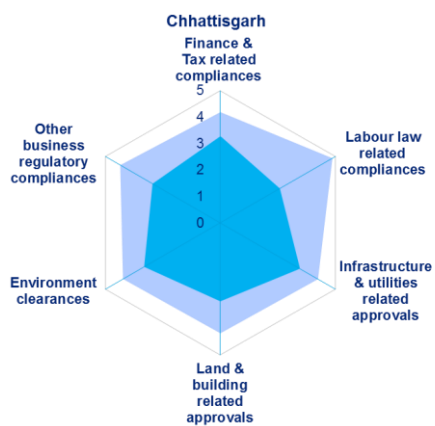 Chhattisgarh
Finance &
Tax related
compliances
5
4
3
2
1
0
Labour law
related
compliances
Infrastructure
& utilities
related
approvals
Land &
building
related
approvals
Environment
clearances
Other
business
regulatory
compliances